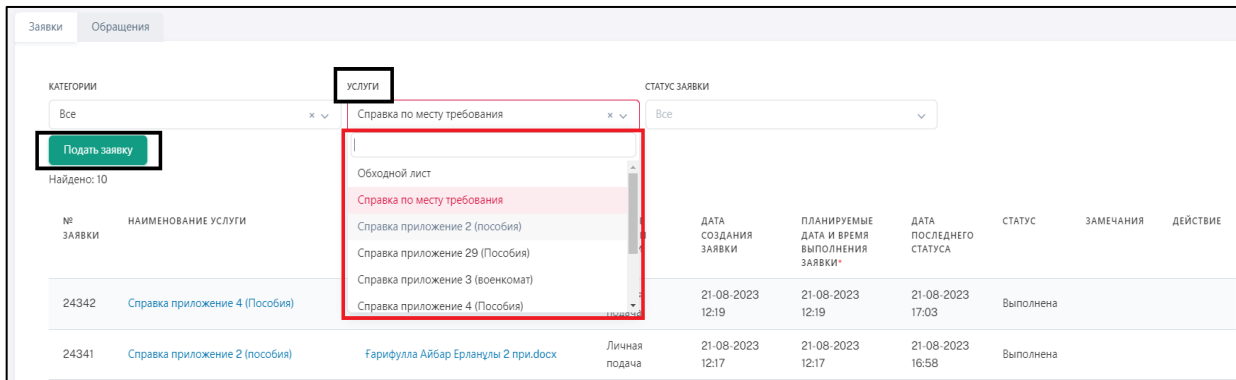 Заявки Обращения
КАТЕГОРИИ УСЛУГИ СТАТУС ЗАЯВКИ
Все × Справка по месту требования × Все
Подать заявку
Найдено: 10
Обходной лист
Справка по месту требования
Справка приложение 2 (пособия)
Справка приложение 29 (Пособия)
Справка приложение 3 (военкомат)
Справка приложение 4 (Пособия)
№ ЗАЯВКИ НАИМЕНОВАНИЕ УСЛУГИ ДАТА СОЗДАНИЯ ЗАЯВКИ ПЛАНИРУЕМЫЕ ДАТА И ВРЕМЯ ВЫПОЛНЕНИЯ ЗАЯВКИ* ДАТА ПОСЛЕДНЕГО СТАТУСА СТАТУС ЗАМЕЧАНИЯ ДЕЙСТВИЕ
24342 Справка приложение 4 (Пособия) 21-08-2023 12:19 21-08-2023 12:19 21-08-2023 17:03 Выполнена
24341 Справка приложение 2 (пособия) Ғарифулла Айбар Ерланұлы 2 при.docx Личная подача 21-08-2023 12:17 21-08-2023 12:17 21-08-2023 16:58 Выполнена